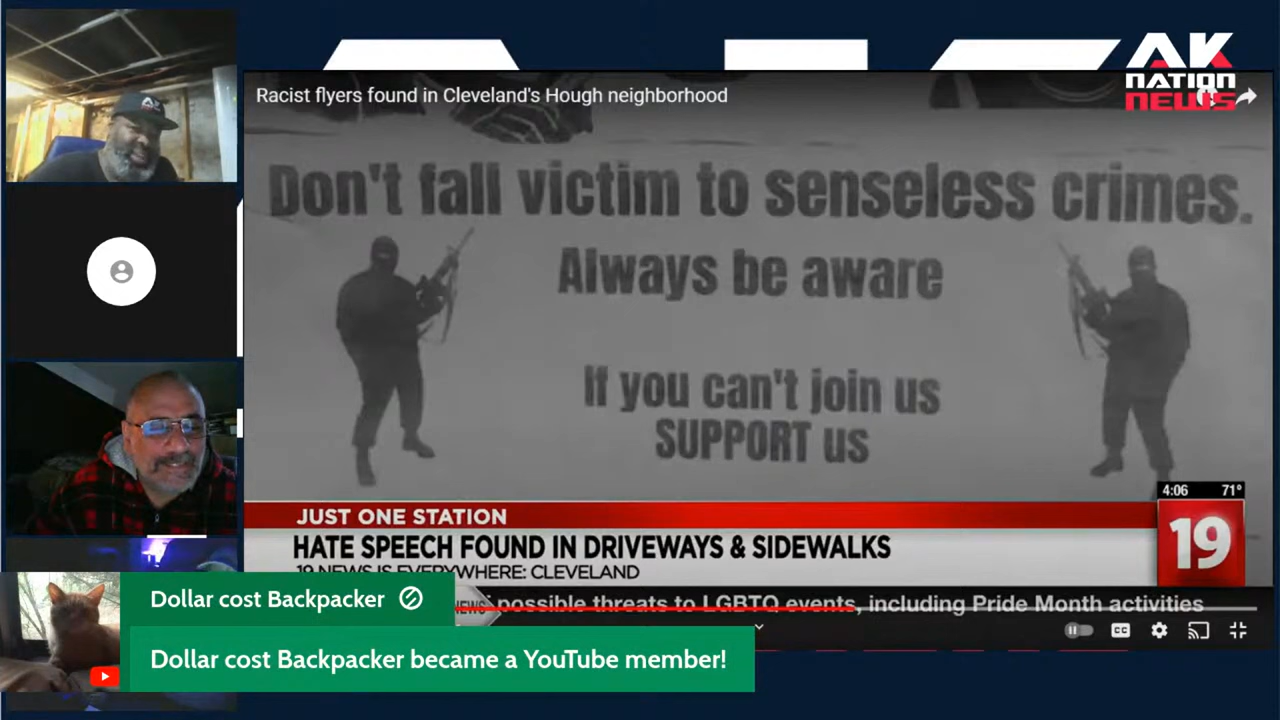 AK
NATION
NEWS
Racist flyers found in Cleveland's Hough neighborhood
Don't fall victim to senseless crimes.
Always be aware
If you can't join us
SUPPORT us
4:06 71°
JUST ONE STATION
19
HATE SPEECH FOUND IN DRIVEWAYS & SIDEWALKS
19 NEWS IS EVERYWHERE: CLEVELAND
NEWS possible threats to LGBTQ events, including Pride Month activities
CC
Dollar cost Backpacker
Dollar cost Backpacker became a YouTube member!